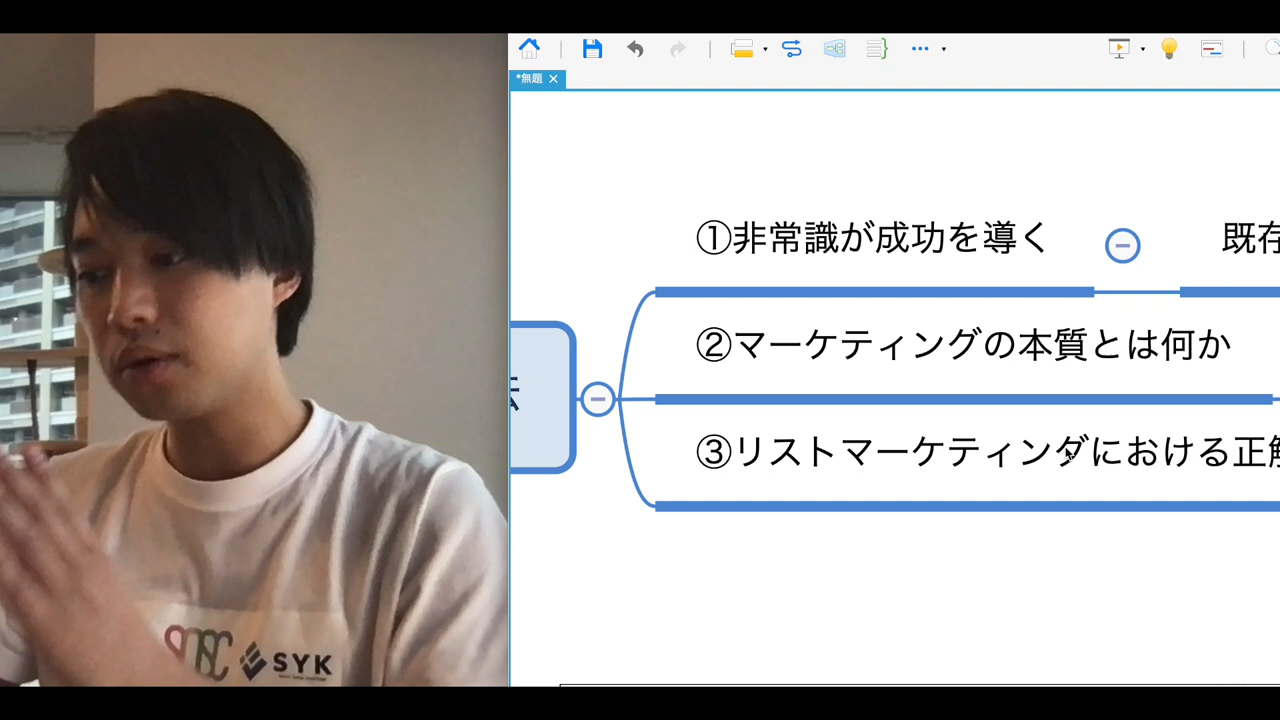 *無題
①非常識が成功を導く
既存
②マーケティングの本質とは何か
③リストマーケティングにおける正解
SYK